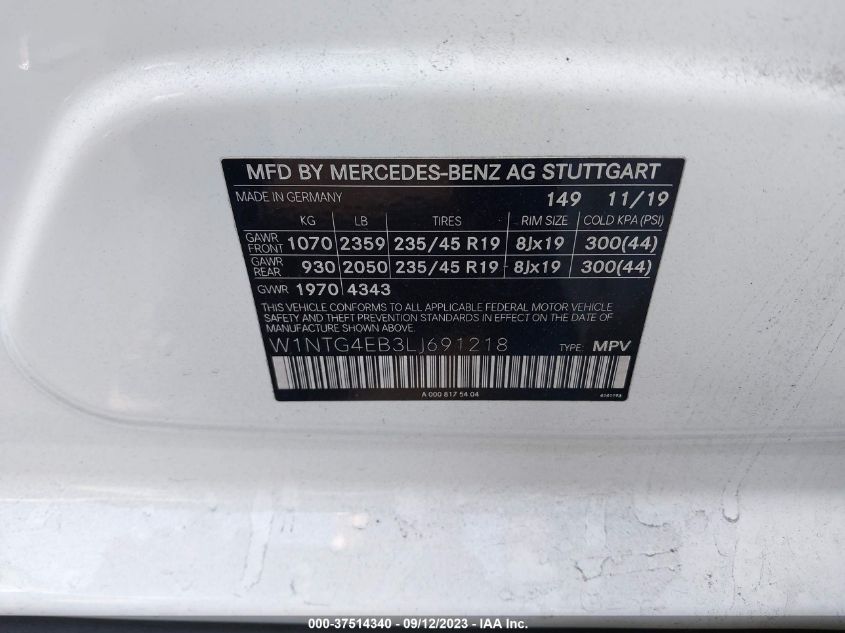 MFD BY MERCEDES-BENZ AG STUTTGART
MADE IN GERMANY 149 11/19
KG LB TIRES RIM SIZE COLD KPA (PSI)
GAWR FRONT 1070 2359 235/45 R19 8Jx19 300(44)
GAWR REAR 930 2050 235/45 R19 8Jx19 300(44)
GVWR 1970 4343
THIS VEHICLE CONFORMS TO ALL APPLICABLE FEDERAL MOTOR VEHICLE
SAFETY AND THEFT PREVENTION STANDARDS IN EFFECT ON THE DATE OF
MANUFACTURE SHOWN ABOVE.
W1NTG4EB3LJ691218 TYPE: MPV
A 000 817 54 04
000-37514340 - 09/12/2023 - IAA Inc.